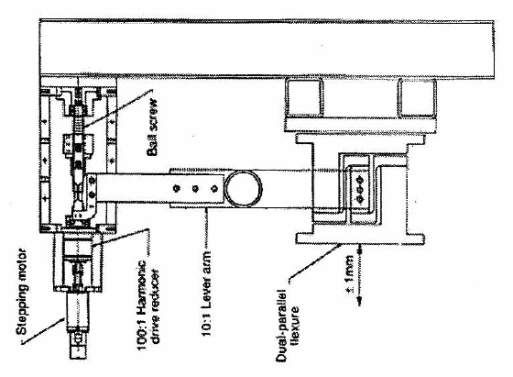 Stepping motor
100:1 Harmonic
drive reducer
Ball screw
10:1 Lever arm
Dual-parallel
flexure
± 1mm